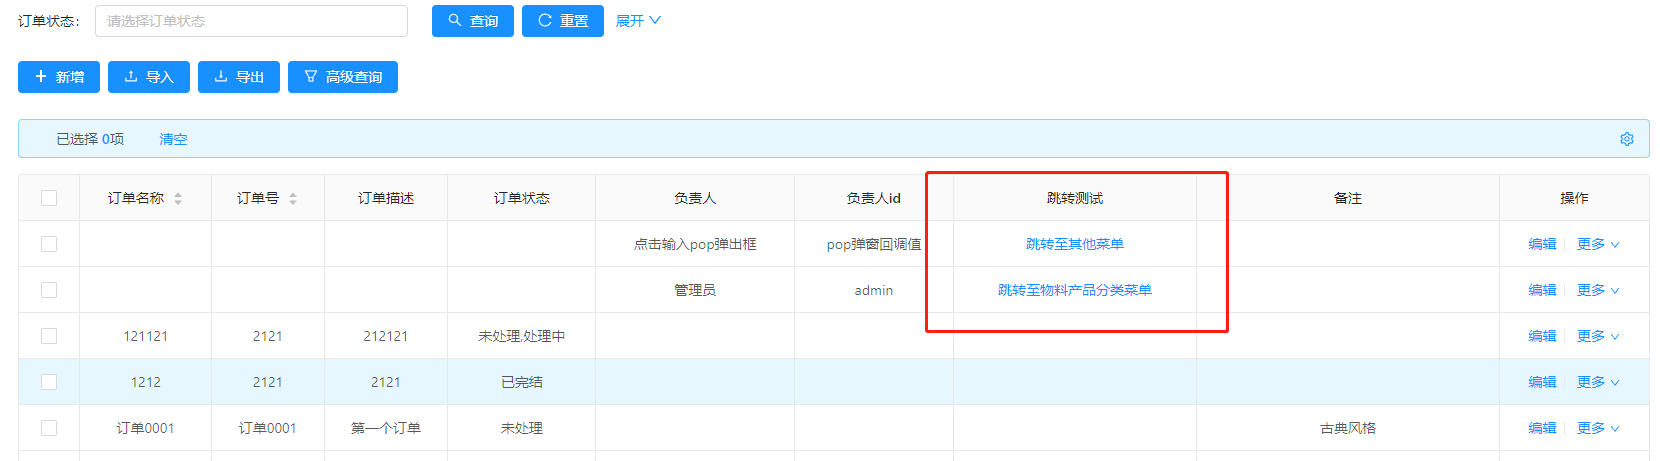 订单状态： 请选择订单状态 查询 重置 展开
新增 导入 导出 高级查询
已选择 0项 清空
订单名称 订单号 订单描述 订单状态 负责人 负责人id 跳转测试 备注 操作
点击输入pop弹出框 pop弹窗回调值 跳转至其他菜单 编辑 更多
管理员 admin 跳转至物料产品分类菜单 编辑 更多
121121 2121 212121 未处理,处理中 编辑 更多
1212 2121 2121 已完结 编辑 更多
订单0001 订单0001 第一个订单 未处理 古典风格 编辑 更多